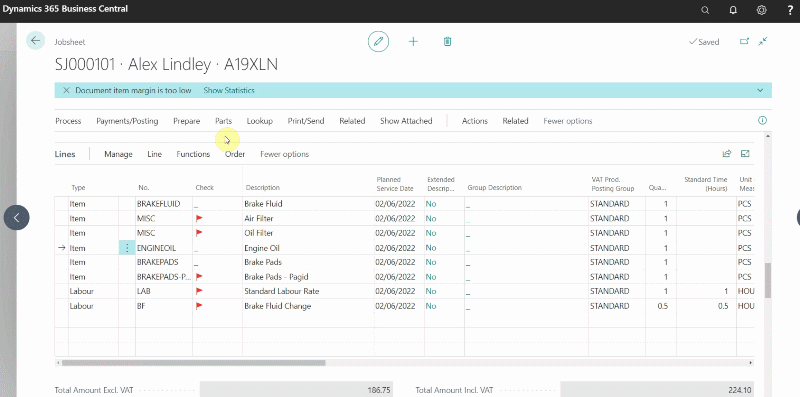 Dynamics 365 Business Central
?
Jobsheet
Saved
SJ000101 · Alex Lindley · A19XLN
Document item margin is too low Show Statistics
Process Payments/Posting Prepare Parts Lookup Print/Send Related Show Attached Actions Related Fewer options
Lines Manage Line Functions Order Fewer options
Type No. Check Description Planned Service Date Extended Descrip... Group Description VAT Prod. Posting Group Qua... Standard Time (Hours) Unit Meas
Item BRAKEFLUID _ Brake Fluid 02/06/2022 No _ STANDARD 1 PCS
Item MISC Air Filter 02/06/2022 No _ STANDARD 1 PCS
Item MISC Oil Filter 02/06/2022 No _ STANDARD 1 PCS
Item ENGINEOIL _ Engine Oil 02/06/2022 No _ STANDARD 1 PCS
Item BRAKEPADS _ Brake Pads 02/06/2022 No _ STANDARD 1 PCS
Item BRAKEPADS-P... Brake Pads - Pagid 02/06/2022 No _ STANDARD 1 PCS
Labour LAB Standard Labour Rate 02/06/2022 No _ STANDARD 1 1 HOU
Labour BF Brake Fluid Change 02/06/2022 No _ STANDARD 0.5 0.5 HOU
Total Amount Excl. VAT 186.75 Total Amount Incl. VAT 224.10